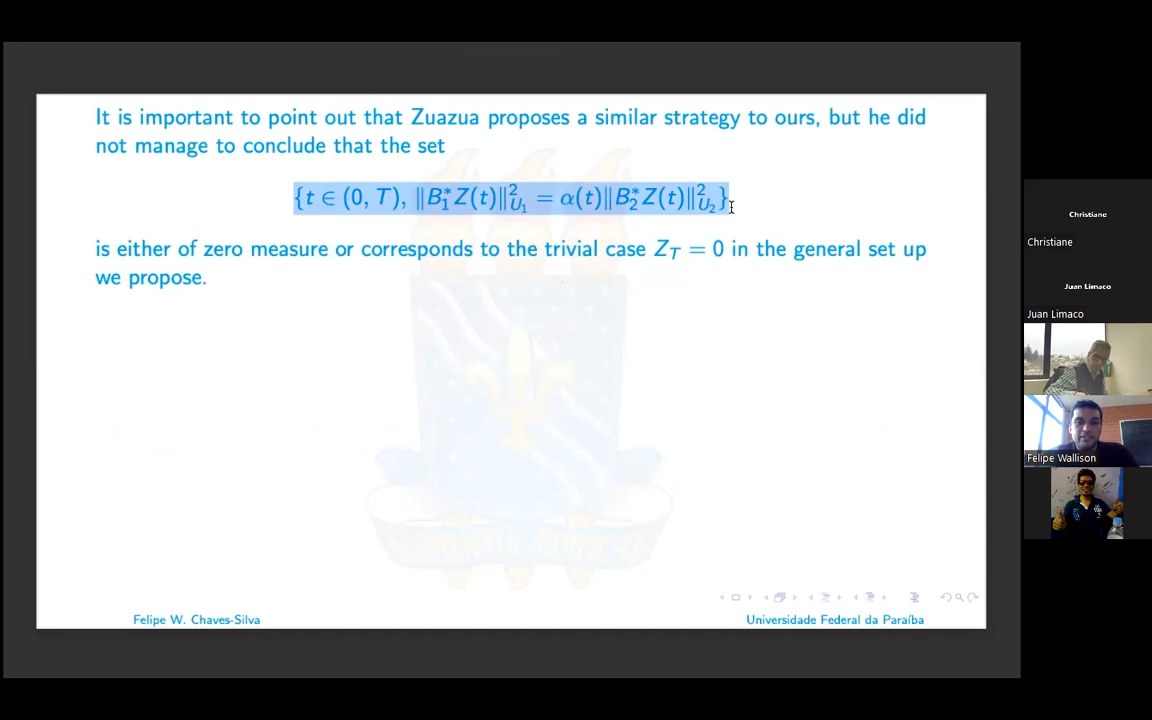 It is important to point out that Zuazua proposes a similar strategy to ours, but he did
not manage to conclude that the set
{t ∈ (0, T), ‖B₁*Z(t)‖²_{U₁} = α(t)‖B₂*Z(t)‖²_{U₂}}
is either of zero measure or corresponds to the trivial case Z_T = 0 in the general set up
we propose.
Felipe W. Chaves-Silva
Universidade Federal da Paraíba
Christiane
Christiane
Juan Limaco
Juan Limaco
Felipe Wallison